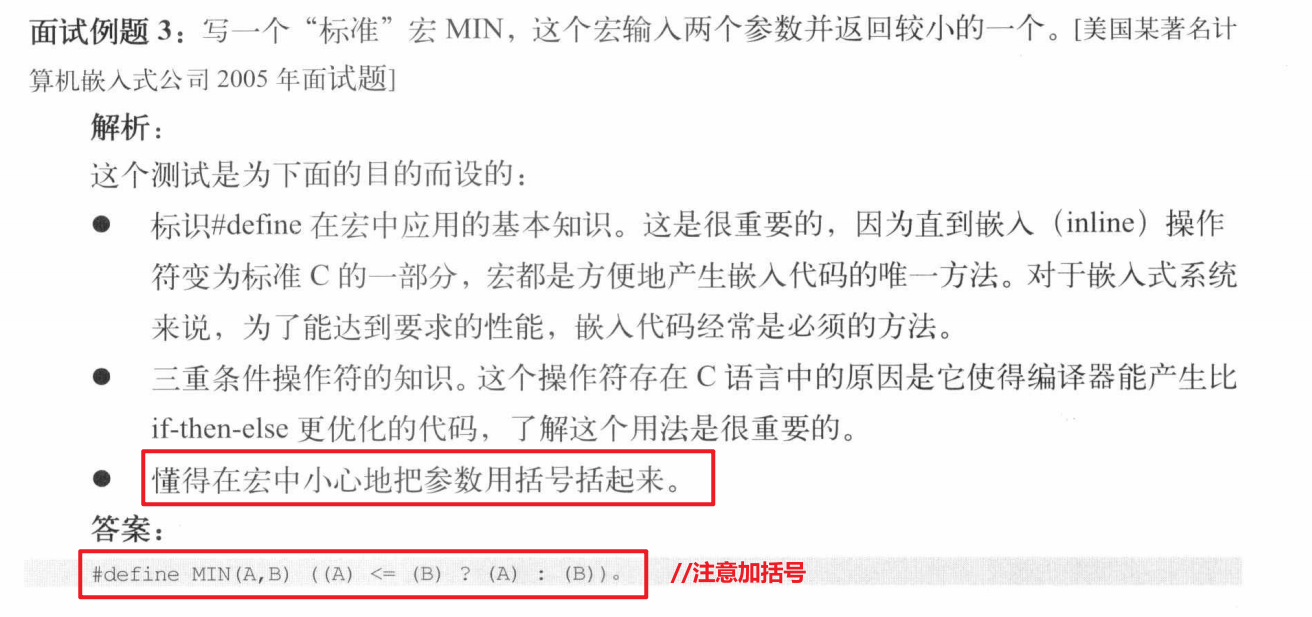 面试例题 3：写一个“标准”宏 MIN，这个宏输入两个参数并返回较小的一个。[美国某著名计
算机嵌入式公司 2005 年面试题]
解析：
这个测试是为下面的目的而设的：
● 标识#define 在宏中应用的基本知识。这是很重要的，因为直到嵌入（inline）操作
符变为标准 C 的一部分，宏都是方便地产生嵌入代码的唯一方法。对于嵌入式系统
来说，为了能达到要求的性能，嵌入代码经常是必须的方法。
● 三重条件操作符的知识。这个操作符存在 C 语言中的原因是它使得编译器能产生比
if-then-else 更优化的代码，了解这个用法是很重要的。
● 懂得在宏中小心地把参数用括号括起来。
答案：
#define MIN(A,B) ((A) <= (B) ? (A) : (B))。 //注意加括号